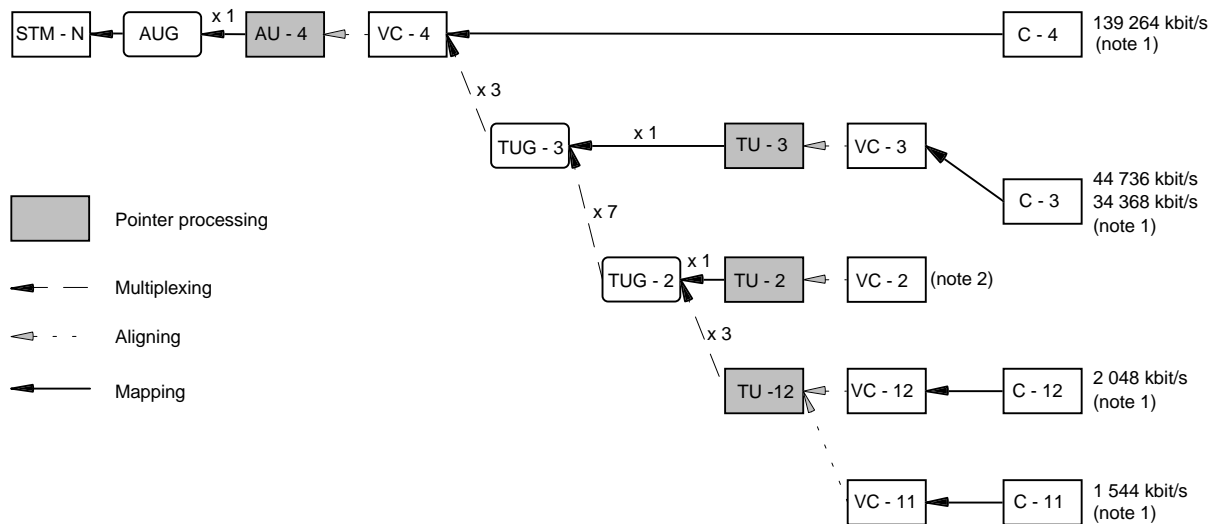 STM - N
AUG
x 1
AU - 4
VC - 4
C - 4
139 264 kbit/s
(note 1)
x 3
TUG - 3
x 1
TU - 3
VC - 3
C - 3
44 736 kbit/s
34 368 kbit/s
(note 1)
Pointer processing
x 7
TUG - 2
x 1
TU - 2
VC - 2
(note 2)
Multiplexing
Aligning
x 3
Mapping
TU -12
VC - 12
C - 12
2 048 kbit/s
(note 1)
VC - 11
C - 11
1 544 kbit/s
(note 1)